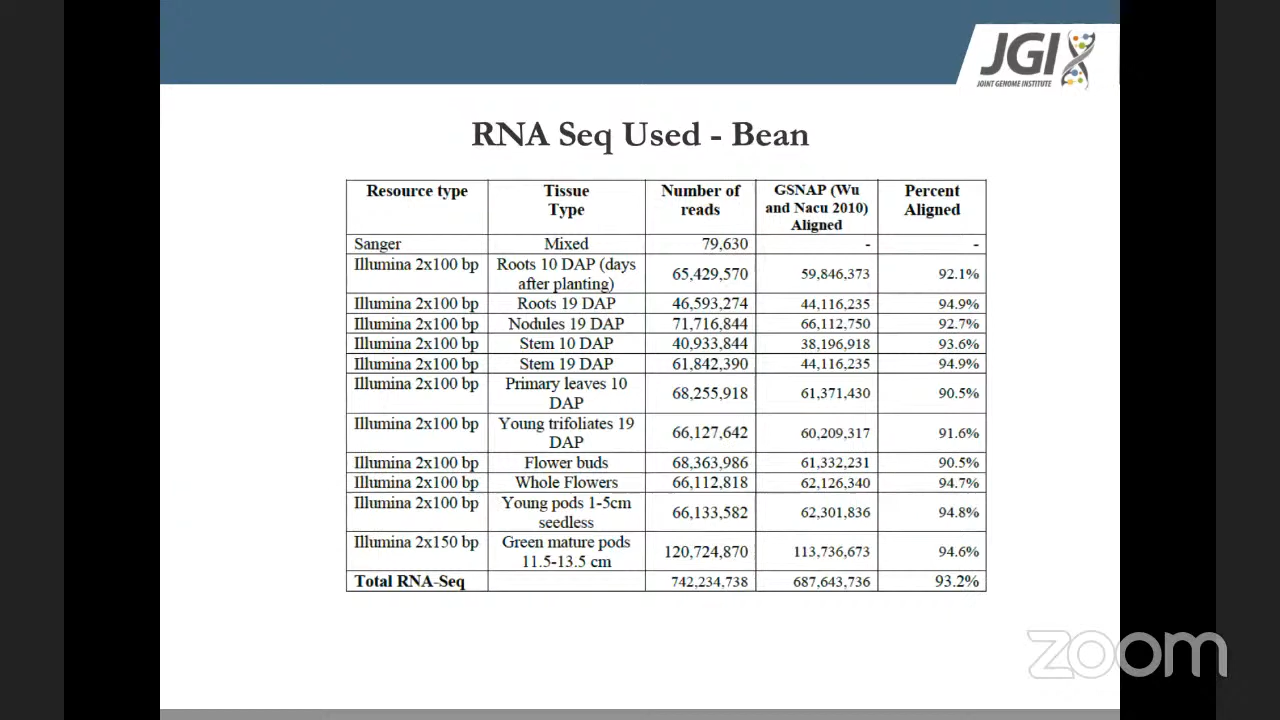 JGI
JOINT GENOME INSTITUTE
RNA Seq Used - Bean
Resource type Tissue Type Number of reads GSNAP (Wu and Nacu 2010) Aligned Percent Aligned
Sanger Mixed 79,630 - -
Illumina 2x100 bp Roots 10 DAP (days after planting) 65,429,570 59,846,373 92.1%
Illumina 2x100 bp Roots 19 DAP 46,593,274 44,116,235 94.9%
Illumina 2x100 bp Nodules 19 DAP 71,716,844 66,112,750 92.7%
Illumina 2x100 bp Stem 10 DAP 40,933,844 38,196,918 93.6%
Illumina 2x100 bp Stem 19 DAP 61,842,390 44,116,235 94.9%
Illumina 2x100 bp Primary leaves 10 DAP 68,255,918 61,371,430 90.5%
Illumina 2x100 bp Young trifoliates 19 DAP 66,127,642 60,209,317 91.6%
Illumina 2x100 bp Flower buds 68,363,986 61,332,231 90.5%
Illumina 2x100 bp Whole Flowers 66,112,818 62,126,340 94.7%
Illumina 2x100 bp Young pods 1-5cm seedless 66,133,582 62,301,836 94.8%
Illumina 2x150 bp Green mature pods 11.5-13.5 cm 120,724,870 113,736,673 94.6%
Total RNA-Seq 742,234,738 687,643,736 93.2%
zoom